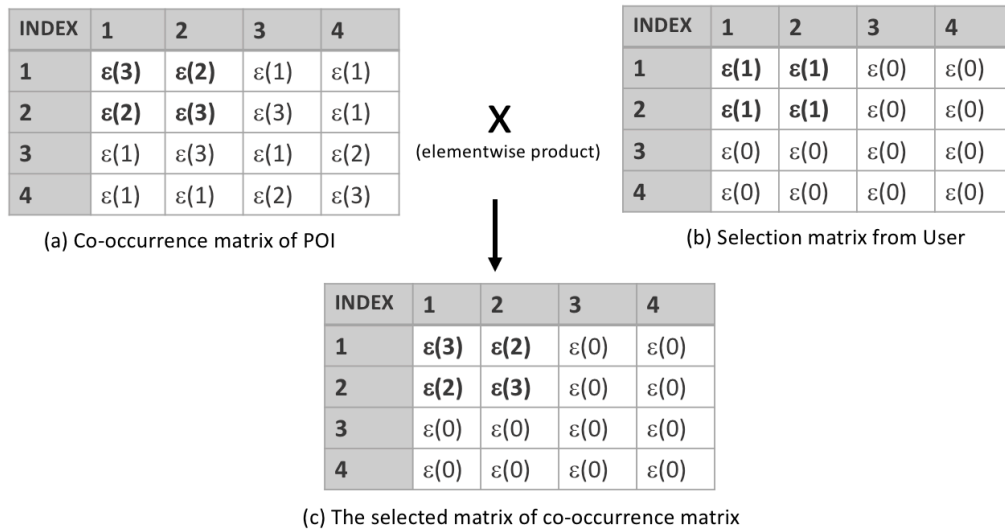 INDEX 1 2 3 4
1 ε(3) ε(2) ε(1) ε(1)
2 ε(2) ε(3) ε(3) ε(1)
3 ε(1) ε(3) ε(1) ε(2)
4 ε(1) ε(1) ε(2) ε(3)
(a) Co-occurrence matrix of POI
X
(elementwise product)
INDEX 1 2 3 4
1 ε(1) ε(1) ε(0) ε(0)
2 ε(1) ε(1) ε(0) ε(0)
3 ε(0) ε(0) ε(0) ε(0)
4 ε(0) ε(0) ε(0) ε(0)
(b) Selection matrix from User
INDEX 1 2 3 4
1 ε(3) ε(2) ε(0) ε(0)
2 ε(2) ε(3) ε(0) ε(0)
3 ε(0) ε(0) ε(0) ε(0)
4 ε(0) ε(0) ε(0) ε(0)
(c) The selected matrix of co-occurrence matrix